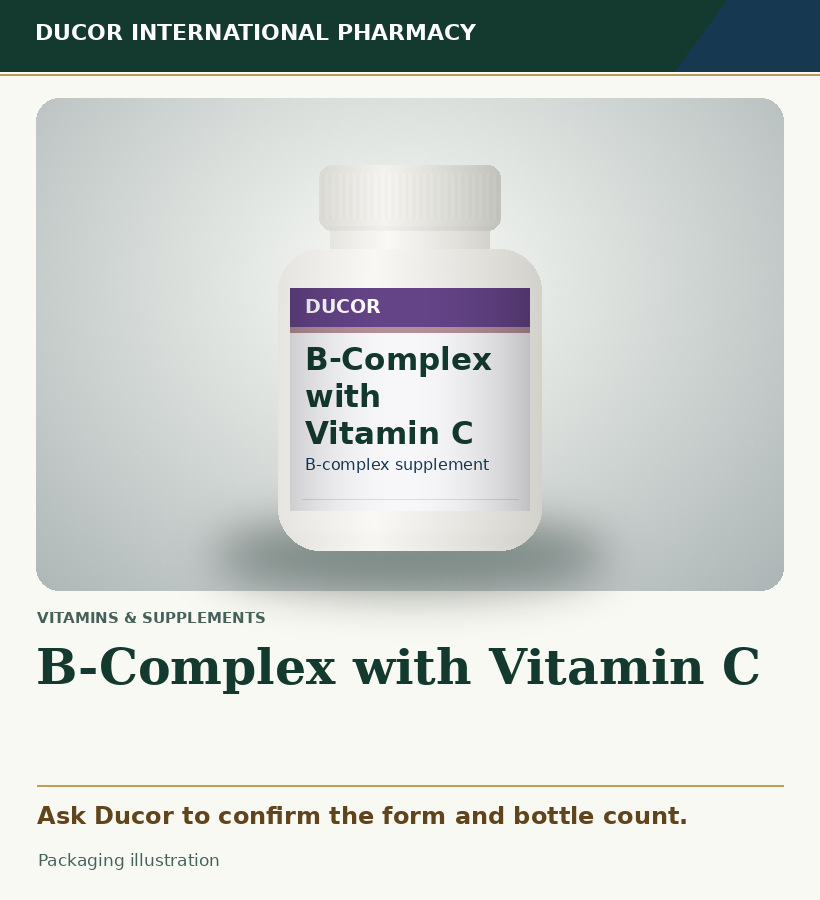 DUCOR INTERNATIONAL PHARMACY
DUCOR
B-Complex
with
Vitamin C
B-complex supplement
VITAMINS & SUPPLEMENTS
B-Complex with Vitamin C
Ask Ducor to confirm the form and bottle count.
Packaging illustration